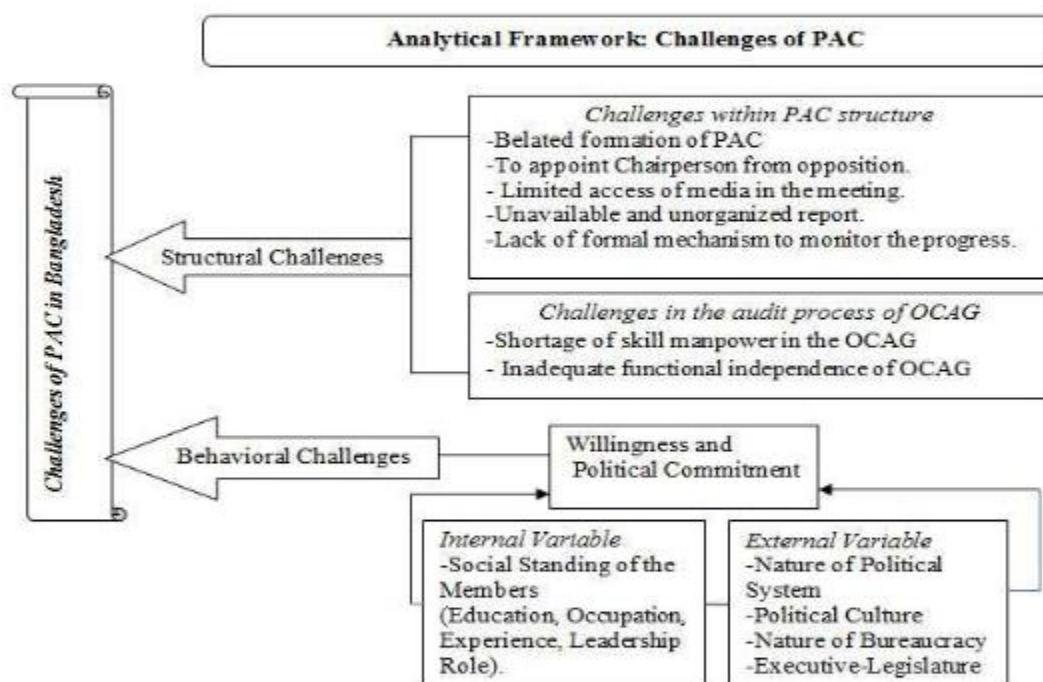 Analytical Framework: Challenges of PAC
Challenges of PAC in Bangladesh
Structural Challenges
Challenges within PAC structure
-Belated formation of PAC
-To appoint Chairperson from opposition.
- Limited access of media in the meeting.
-Unavailable and unorganized report.
-Lack of formal mechanism to monitor the progress.
Challenges in the audit process of OCAG
-Shortage of skill manpower in the OCAG
- Inadequate functional independence of OCAG
Behavioral Challenges
Willingness and
Political Commitment
Internal Variable
-Social Standing of the
Members
(Education, Occupation,
Experience, Leadership
Role).
External Variable
-Nature of Political
System
-Political Culture
-Nature of Bureaucracy
-Executive-Legislature